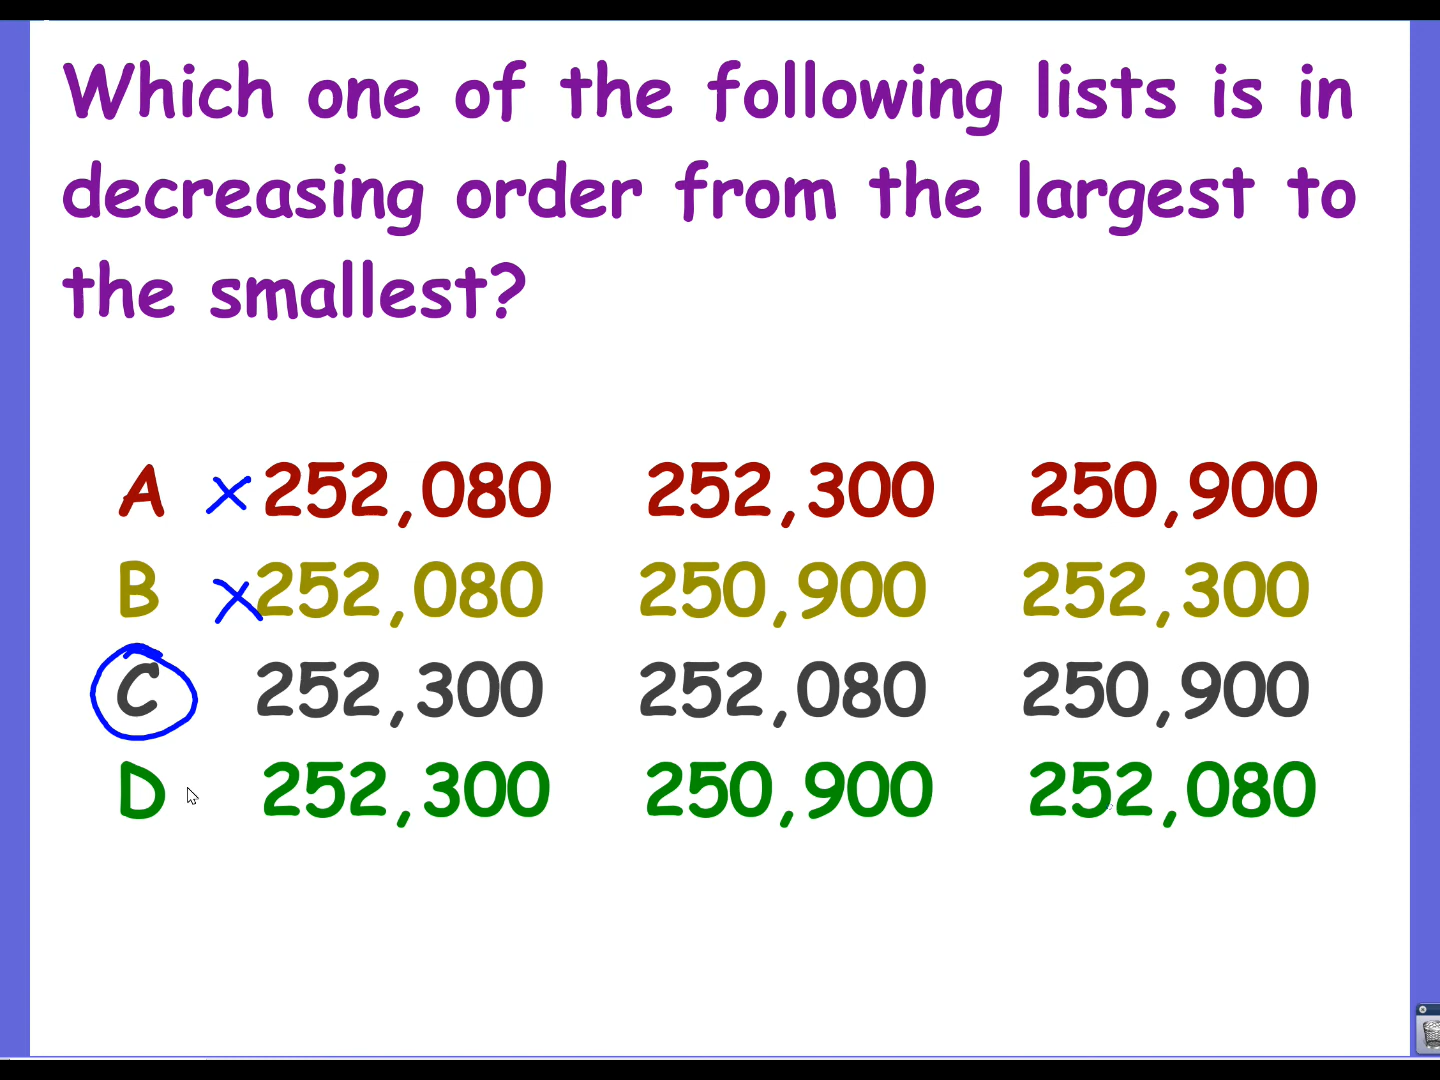 Which one of the following lists is in
decreasing order from the largest to
the smallest?
A × 252,080 252,300 250,900
B × 252,080 250,900 252,300
C 252,300 252,080 250,900
D 252,300 250,900 252,080